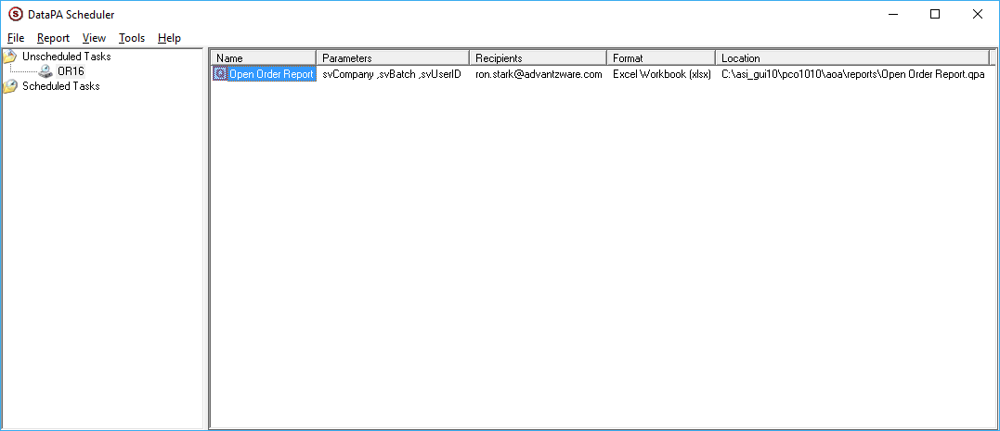 DataPA Scheduler
File Report View Tools Help
Unscheduled Tasks
OR16
Scheduled Tasks
Name Parameters Recipients Format Location
Open Order Report svCompany ,svBatch ,svUserID ron.stark@advantzware.com Excel Workbook (xlsx) C:\asi_gui10\pco1010\aoa\reports\Open Order Report.qpa